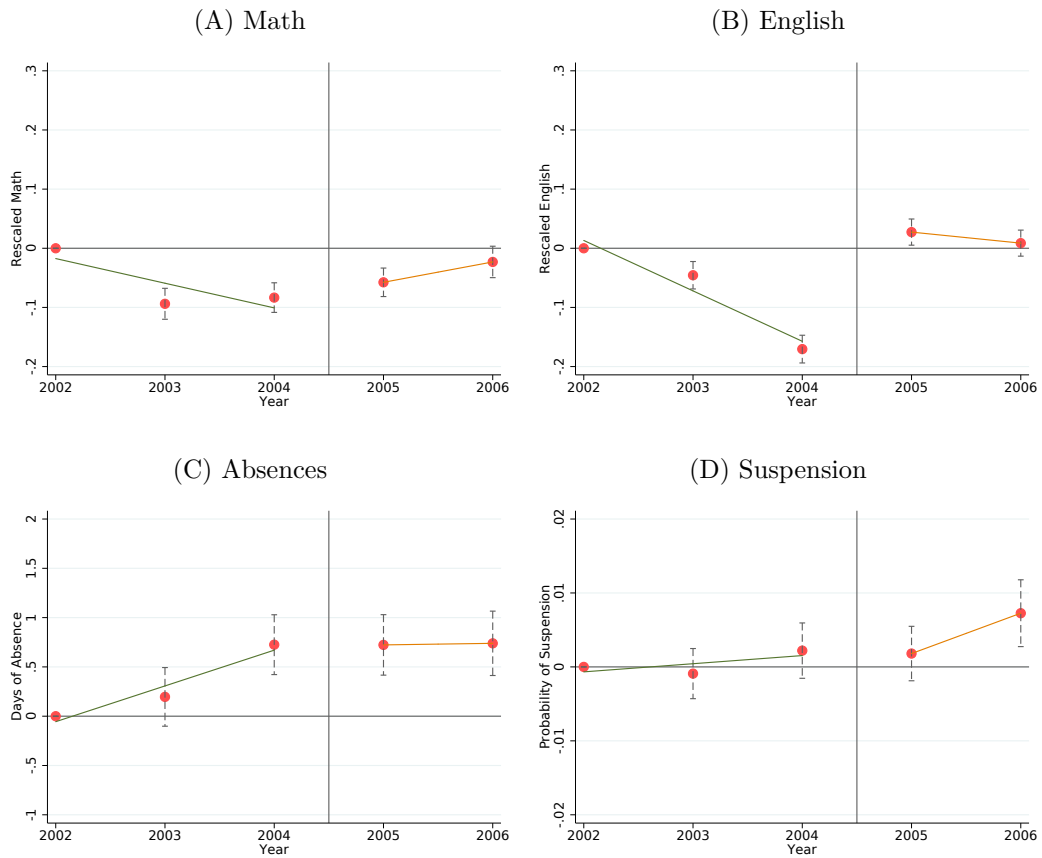 (A) Math
Rescaled Math
.3
.2
.1
0
-.1
-.2
2002 2003 2004 2005 2006
Year
(B) English
Rescaled English
.3
.2
.1
0
-.1
-.2
2002 2003 2004 2005 2006
Year
(C) Absences
Days of Absence
2
1.5
1
.5
0
-.5
-1
2002 2003 2004 2005 2006
Year
(D) Suspension
Probability of Suspension
.02
.01
0
-.01
-.02
2002 2003 2004 2005 2006
Year